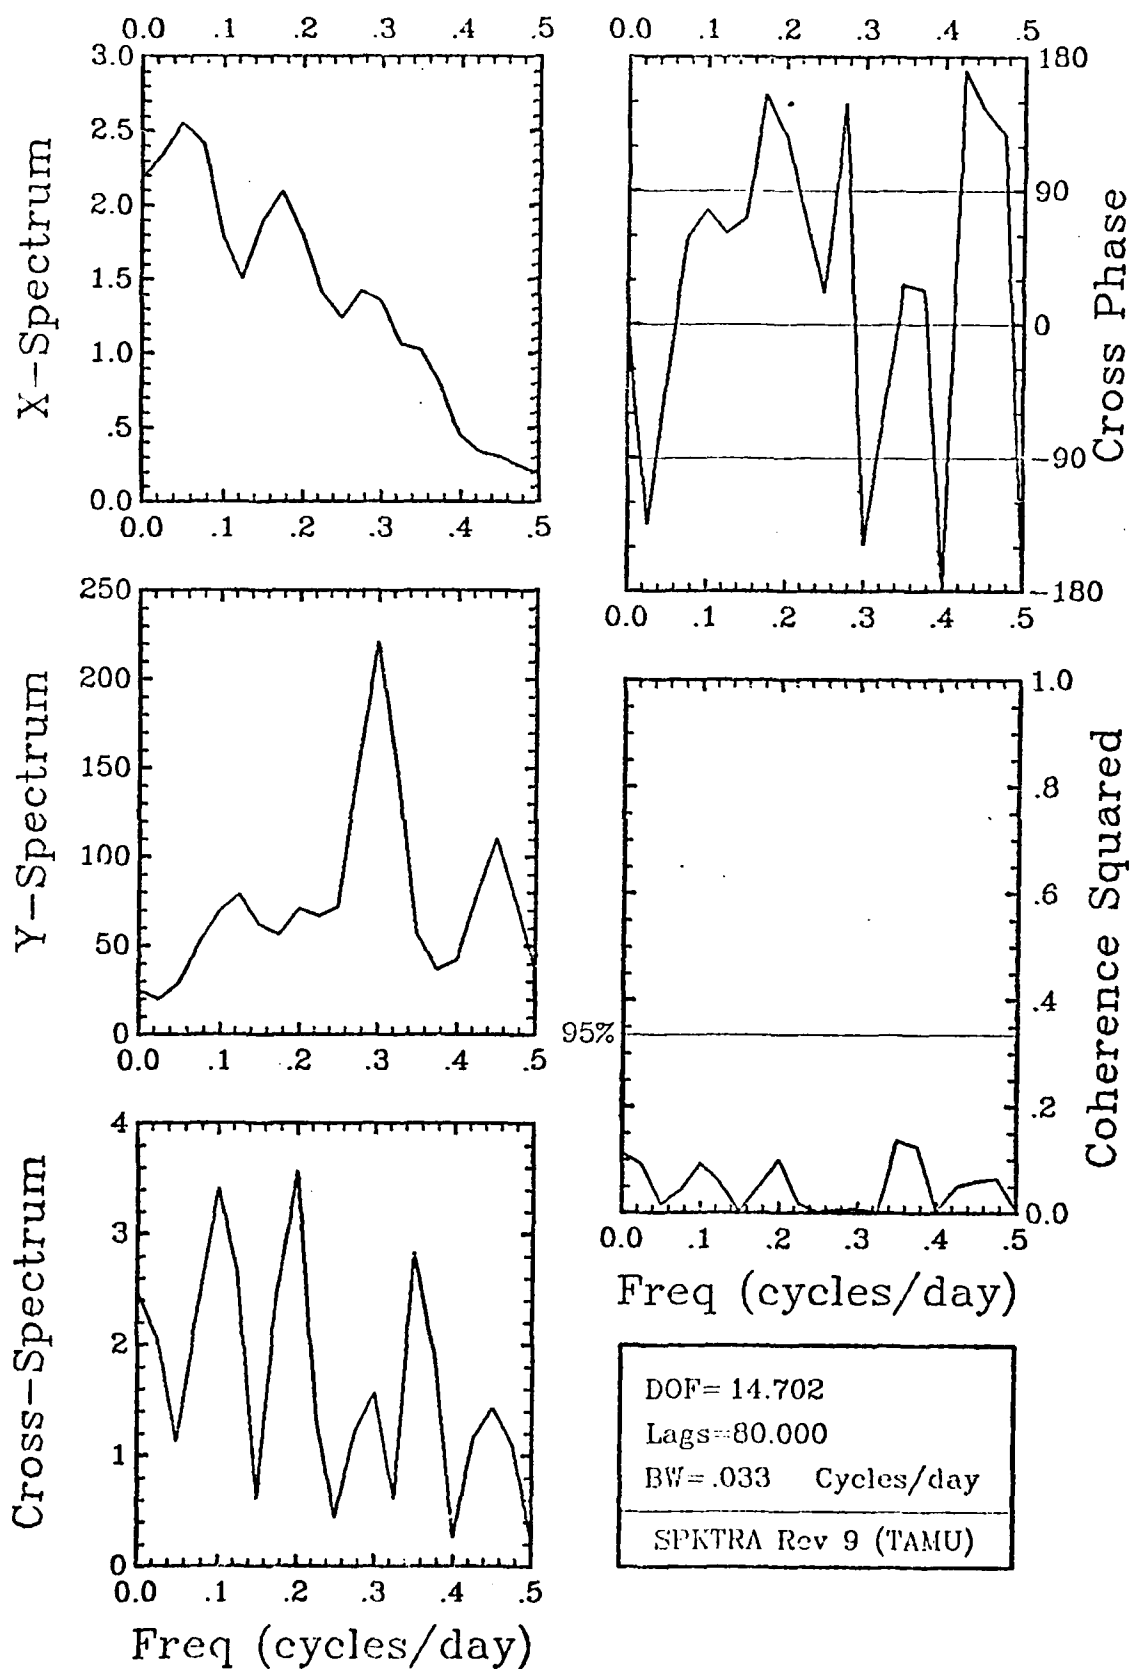 0.0 .1 .2 .3 .4 .5
3.0
2.5
2.0
1.5
1.0
.5
0.0
X-Spectrum
0.0 .1 .2 .3 .4 .5
0.0 .1 .2 .3 .4 .5
180
90
0
-90
-180
Cross Phase
0.0 .1 .2 .3 .4 .5
250
200
150
100
50
0
Y-Spectrum
0.0 .1 .2 .3 .4 .5
1.0
.8
.6
.4
.2
0.0
95%
Coherence Squared
0.0 .1 .2 .3 .4 .5
Freq (cycles/day)
4
3
2
1
0
Cross-Spectrum
0.0 .1 .2 .3 .4 .5
Freq (cycles/day)
DOF= 14.702
Lags=80.000
BW= .033 Cycles/day
SPKTRA Rev 9 (TAMU)